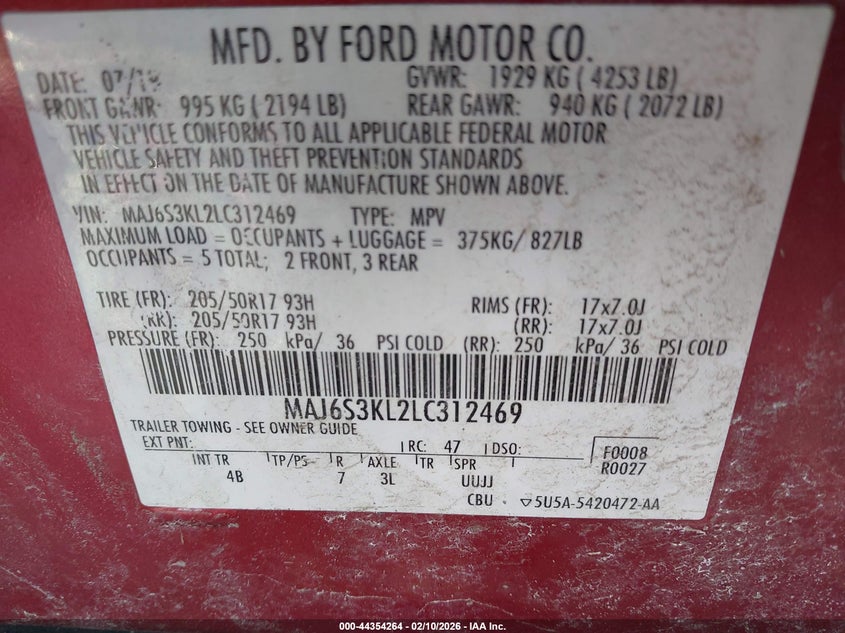 MFD. BY FORD MOTOR CO.
DATE: 07/19 GVWR: 1929 KG ( 4253 LB)
FRONT GAWR: 995 KG ( 2194 LB) REAR GAWR: 940 KG ( 2072 LB)
THIS VEHICLE CONFORMS TO ALL APPLICABLE FEDERAL MOTOR
VEHICLE SAFETY AND THEFT PREVENTION STANDARDS
IN EFFECT ON THE DATE OF MANUFACTURE SHOWN ABOVE.
VIN: MAJ6S3KL2LC312469 TYPE: MPV
MAXIMUM LOAD = OCCUPANTS + LUGGAGE = 375KG/ 827LB
OCCUPANTS = 5 TOTAL; 2 FRONT, 3 REAR
TIRE (FR): 205/50R17 93H RIMS (FR): 17x7.0J
(RR): 205/50R17 93H (RR): 17x7.0J
PRESSURE (FR): 250 kPa/ 36 PSI COLD (RR): 250 kPa/ 36 PSI COLD
MAJ6S3KL2LC312469
TRAILER TOWING - SEE OWNER GUIDE
EXT PNT: RC: 47 DSO: F0008
R0027
INT TR TP/PS R AXLE TR SPR
4B 7 3L UUJJ
CBU 5U5A-5420472-AA
000-44354264 - 02/10/2026 - IAA Inc.